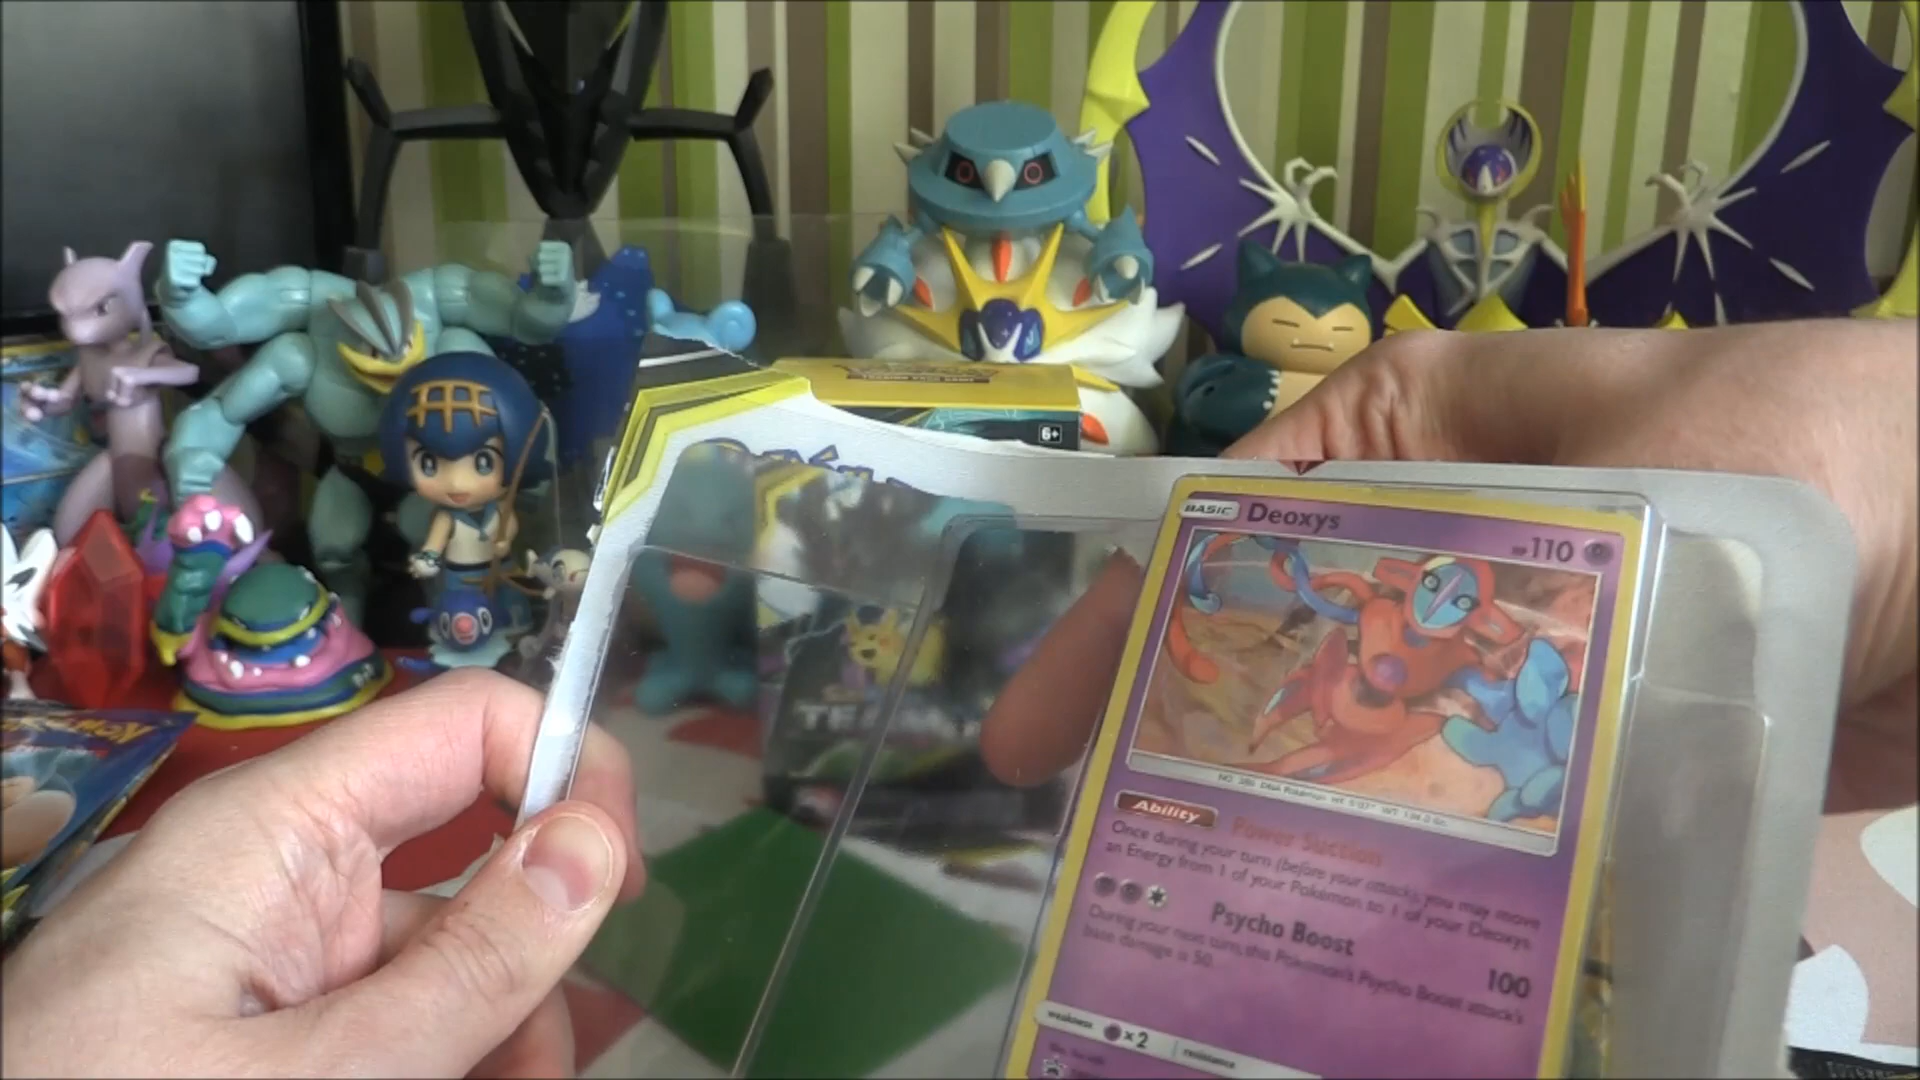 6+
BASIC Deoxys
HP110
NO. 386 DNA Pokémon HT: 5'07" WT: 134.0 lbs.
Ability Power Suction
Once during your turn (before your attack), you may move
an Energy from 1 of your Pokémon to 1 of your Deoxys.
Psycho Boost 100
During your next turn, this Pokémon's Psycho Boost attack's
base damage is 50.
weakness ×2 resistance
TEAM